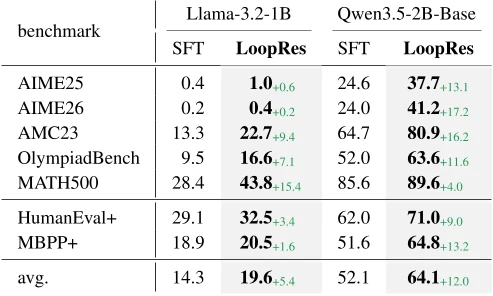 benchmark Llama-3.2-1B Qwen3.5-2B-Base
SFT LoopRes SFT LoopRes
AIME25 0.4 1.0+0.6 24.6 37.7+13.1
AIME26 0.2 0.4+0.2 24.0 41.2+17.2
AMC23 13.3 22.7+9.4 64.7 80.9+16.2
OlympiadBench 9.5 16.6+7.1 52.0 63.6+11.6
MATH500 28.4 43.8+15.4 85.6 89.6+4.0
HumanEval+ 29.1 32.5+3.4 62.0 71.0+9.0
MBPP+ 18.9 20.5+1.6 51.6 64.8+13.2
avg. 14.3 19.6+5.4 52.1 64.1+12.0